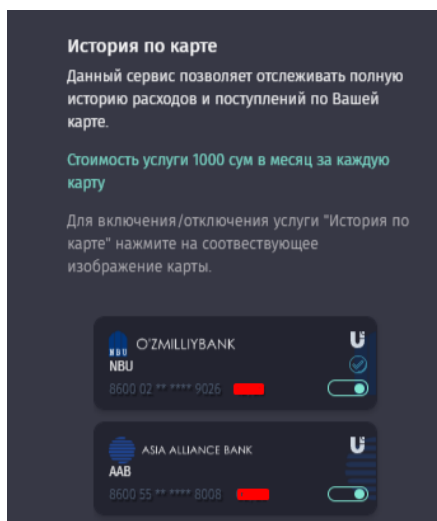 История по карте
Данный сервис позволяет отслеживать полную
историю расходов и поступлений по Вашей
карте.
Стоимость услуги 1000 сум в месяц за каждую
карту
Для включения/отключения услуги "История по
карте" нажмите на соотвествующее
изображение карты.
NBU O'ZMILLIYBANK
NBU
8600 02 ** **** 9026
ASIA ALLIANCE BANK
AAB
8600 55 ** **** 8008